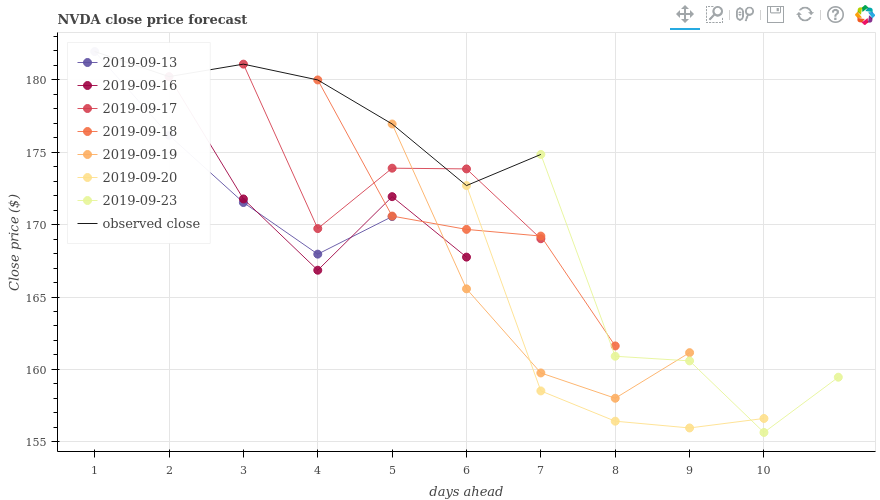 NVDA close price forecast
2019-09-13
2019-09-16
2019-09-17
2019-09-18
2019-09-19
2019-09-20
2019-09-23
observed close
Close price ($)
180
175
170
165
160
155
1 2 3 4 5 6 7 8 9 10
days ahead